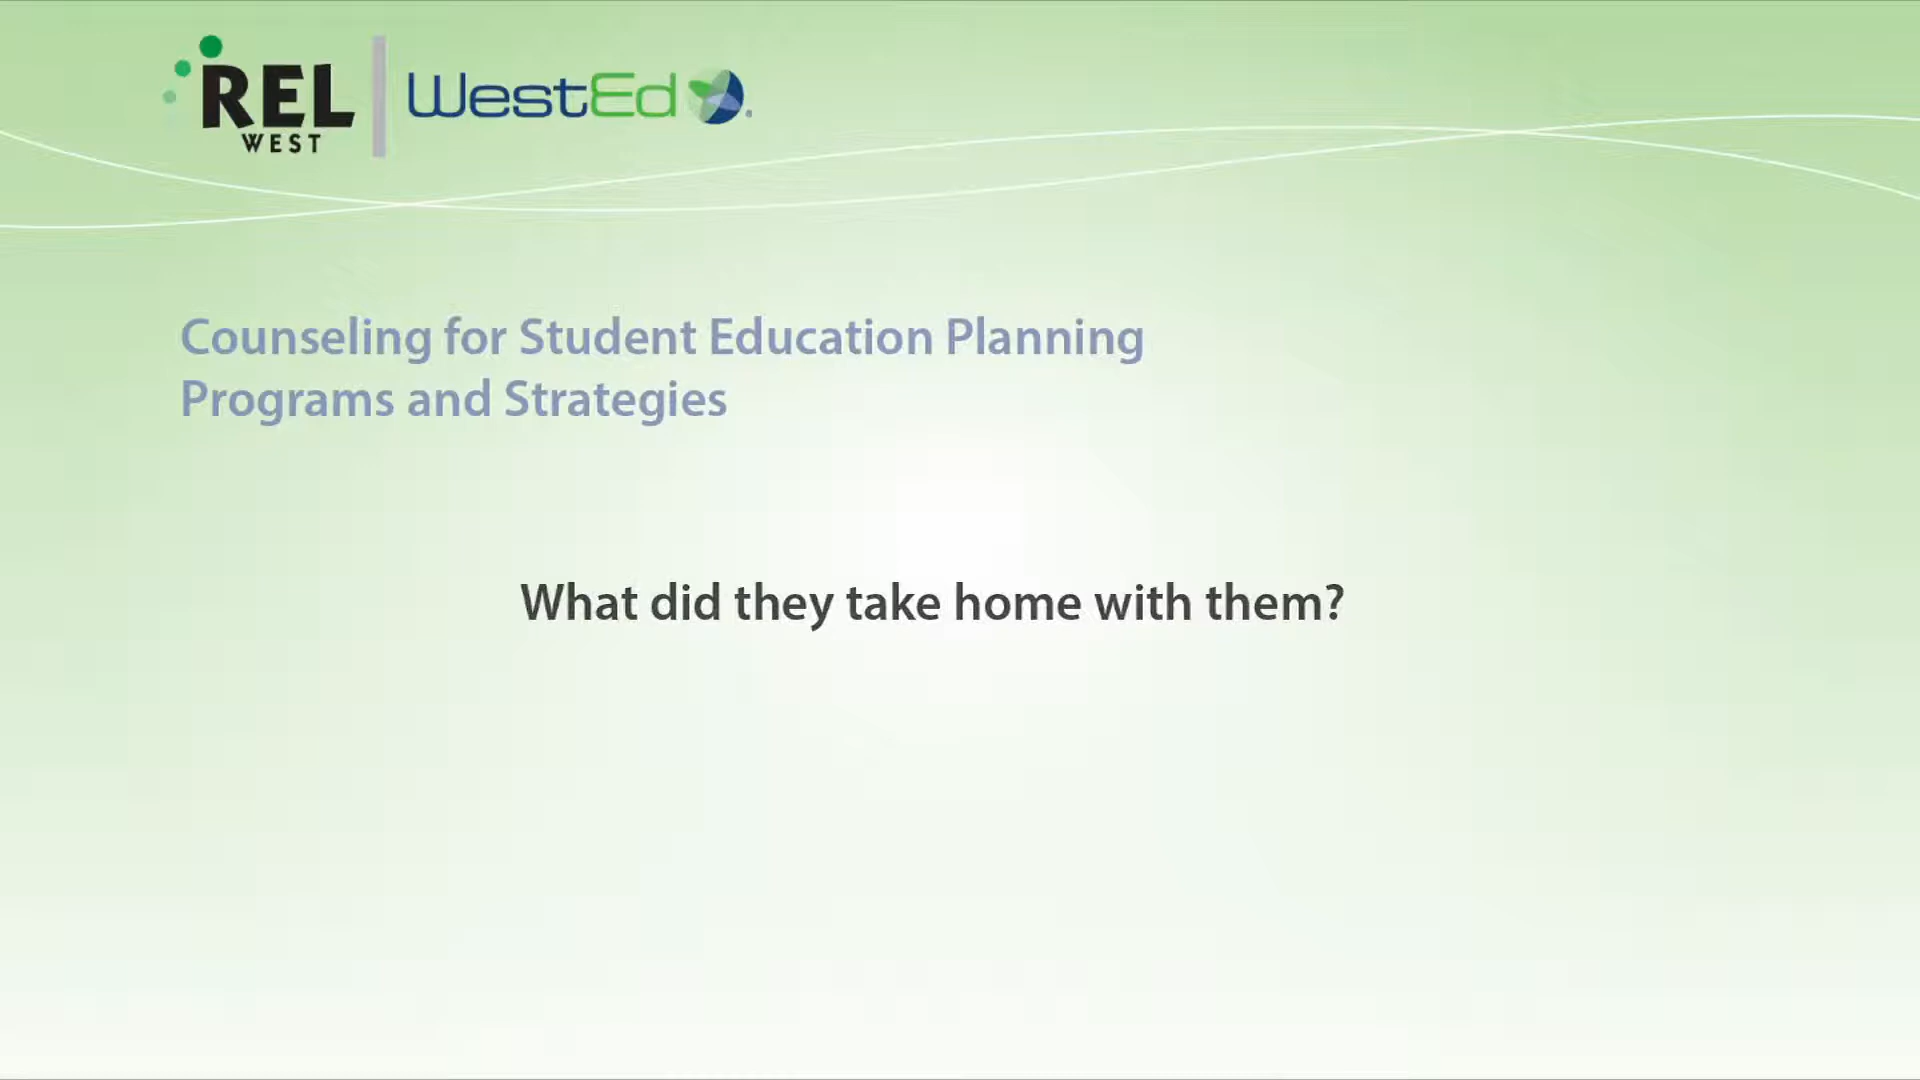 REL
WEST
WestEd
Counseling for Student Education Planning
Programs and Strategies
What did they take home with them?